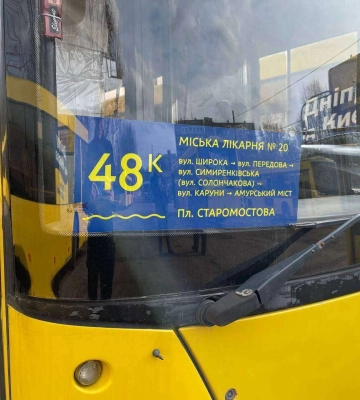 48К
МІСЬКА ЛІКАРНЯ № 20
вул. ШИРОКА → вул. ПЕРЕДОВА →
вул. СИМИРЕНКІВСЬКА
(вул. СОЛОНЧАКОВА) →
вул. КАРУНИ → АМУРСЬКИЙ МІСТ
Пл. СТАРОМОСТОВА